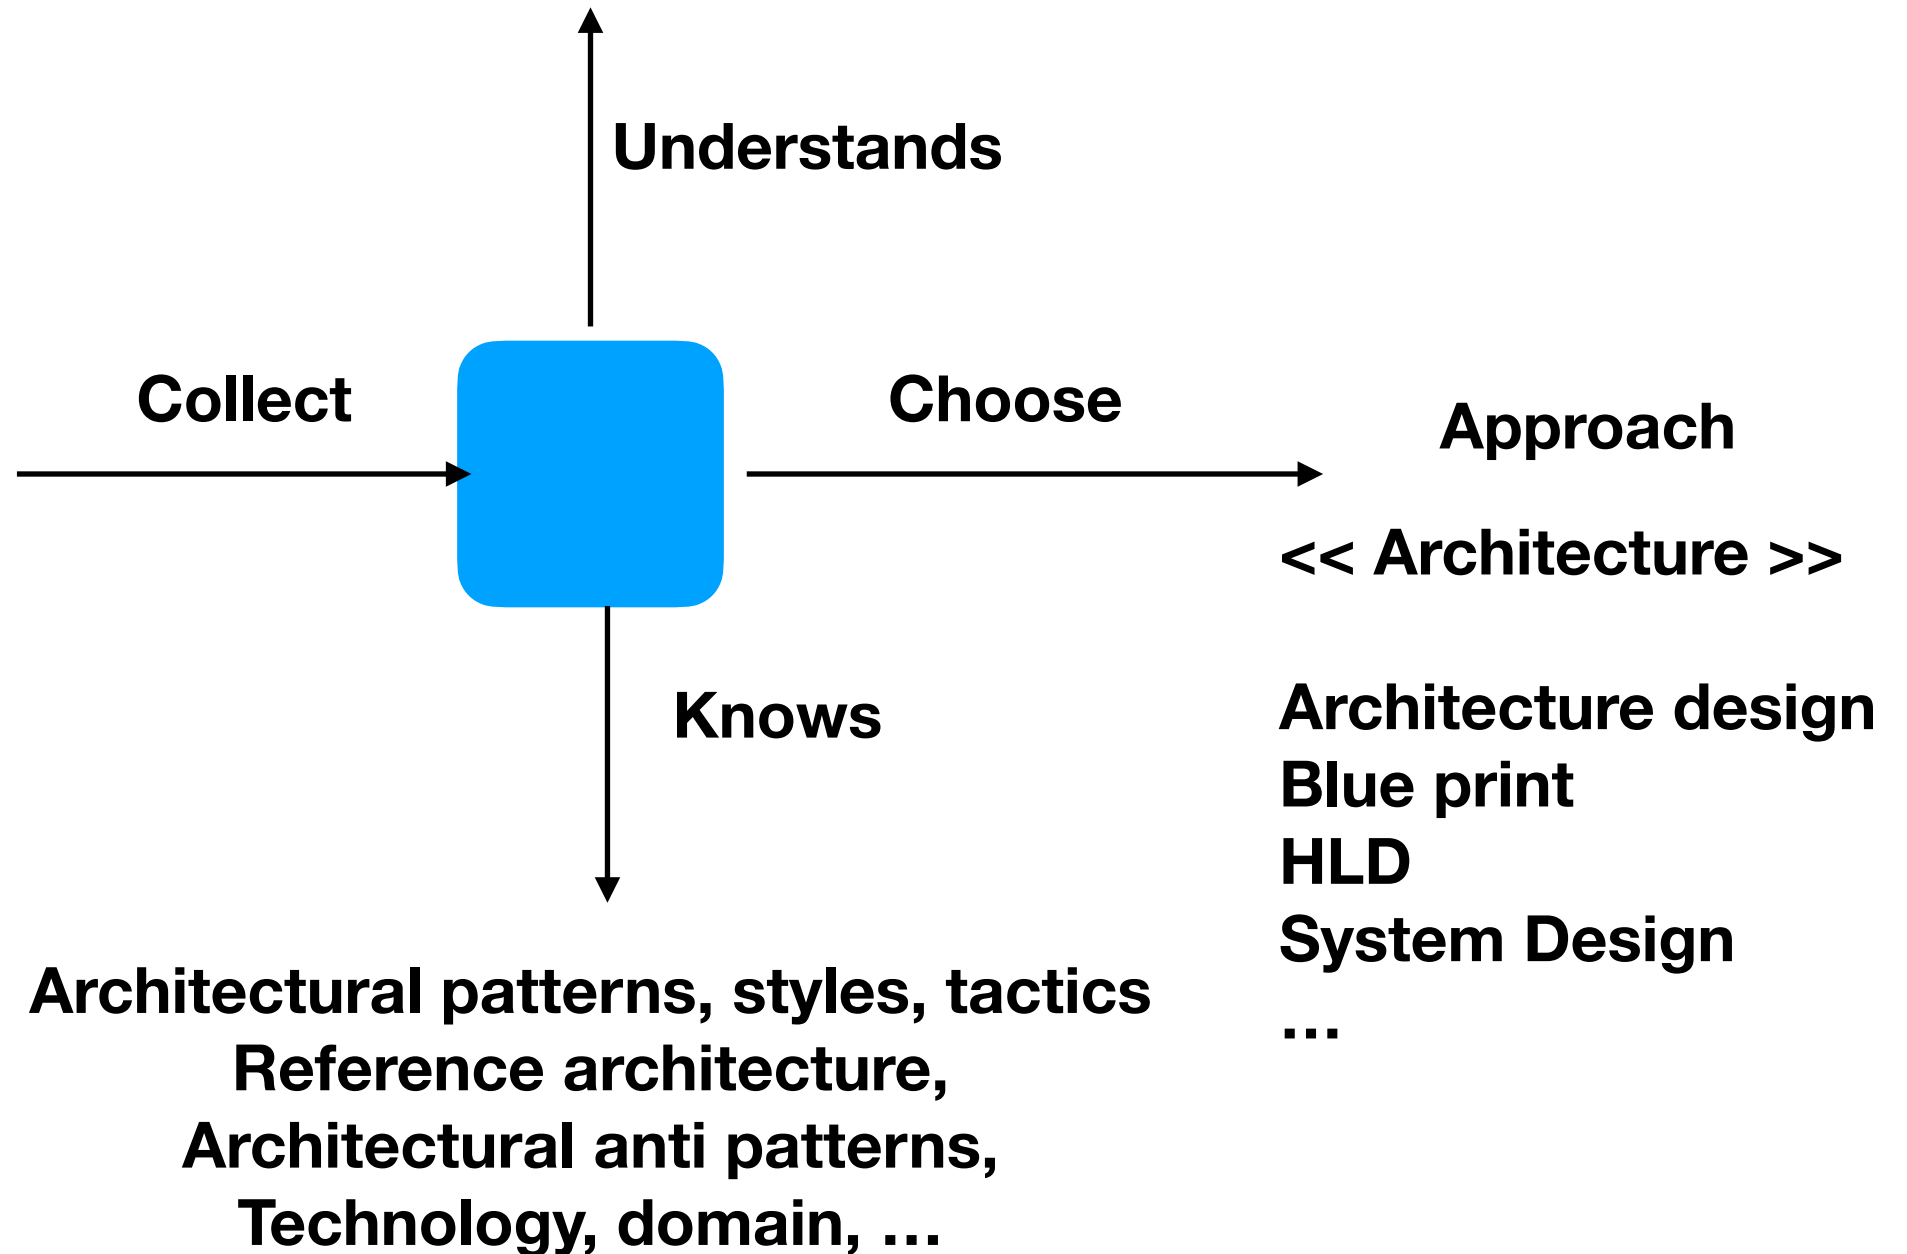 Understands
Collect
Choose
Approach
<< Architecture >>
Knows
Architecture design
Blue print
HLD
System Design
…
Architectural patterns, styles, tactics
Reference architecture,
Architectural anti patterns,
Technology, domain, …